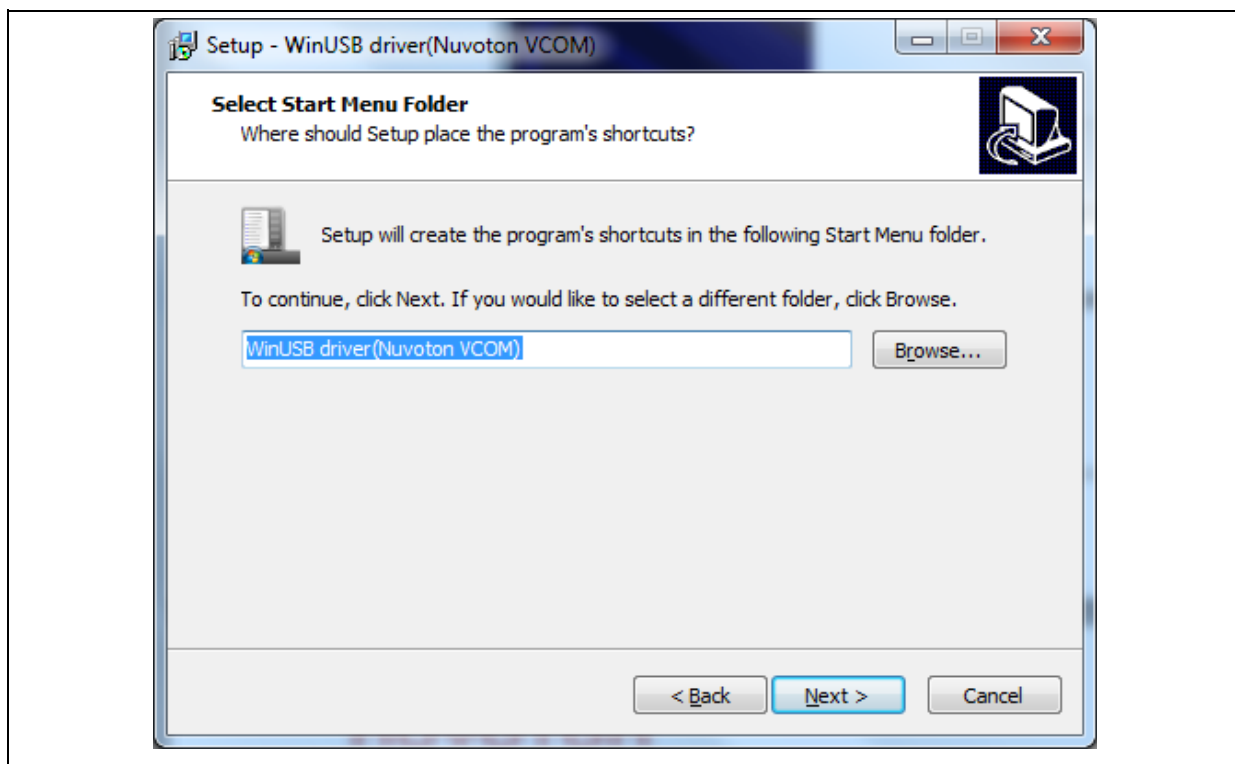 Setup - WinUSB driver(Nuvoton VCOM)
Select Start Menu Folder
Where should Setup place the program's shortcuts?
Setup will create the program's shortcuts in the following Start Menu folder.
To continue, click Next. If you would like to select a different folder, click Browse.
WinUSB driver(Nuvoton VCOM)
Browse...
< Back
Next >
Cancel